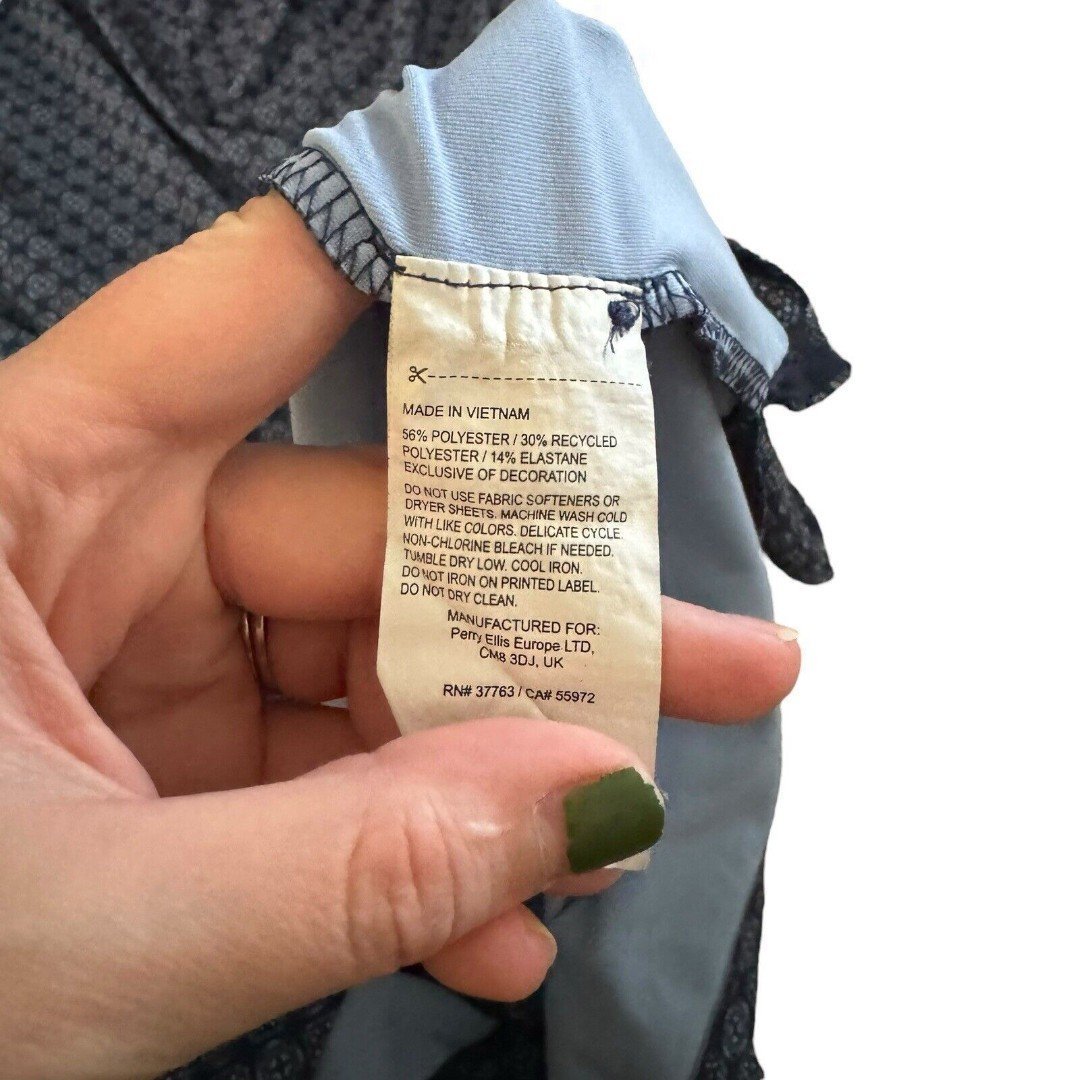 MADE IN VIETNAM
56% POLYESTER / 30% RECYCLED
POLYESTER / 14% ELASTANE
EXCLUSIVE OF DECORATION
DO NOT USE FABRIC SOFTENERS OR
DRYER SHEETS. MACHINE WASH COLD
WITH LIKE COLORS. DELICATE CYCLE.
NON-CHLORINE BLEACH IF NEEDED.
TUMBLE DRY LOW. COOL IRON.
DO NOT IRON ON PRINTED LABEL.
DO NOT DRY CLEAN.
MANUFACTURED FOR:
Perry Ellis Europe LTD,
CM8 3DJ, UK
RN# 37763 / CA# 55972